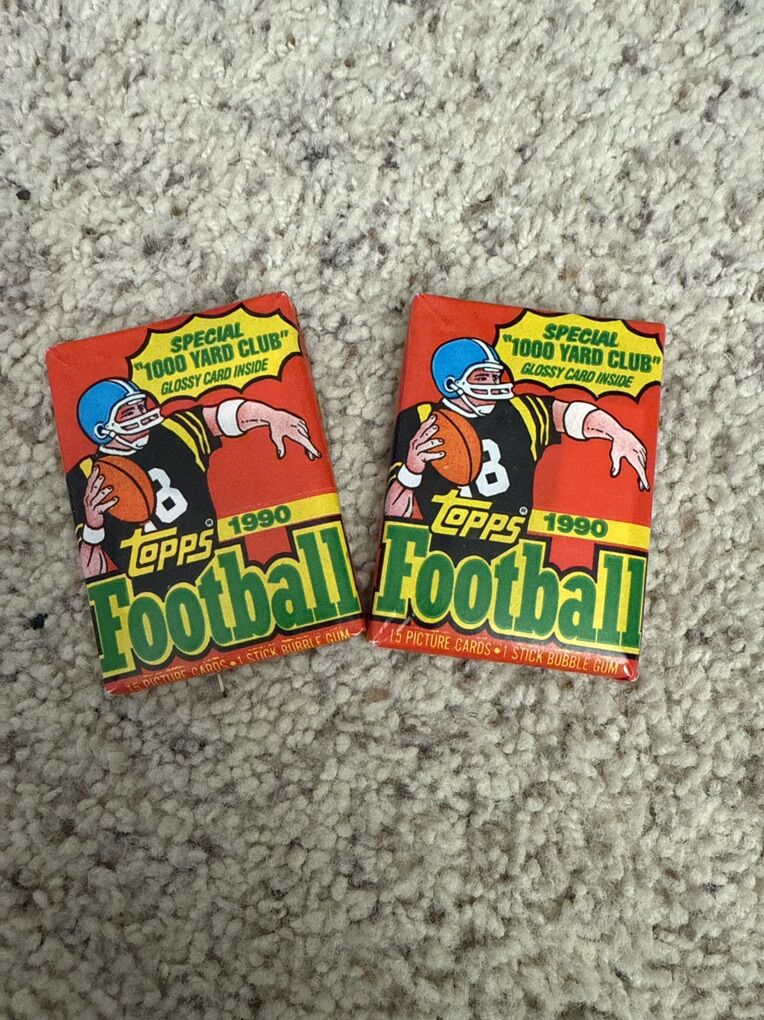 SPECIAL
"1000 YARD CLUB"
GLOSSY CARD INSIDE
8
TOPPS®
1990
Football
15 PICTURE CARDS • 1 STICK BUBBLE GUM
SPECIAL
"1000 YARD CLUB"
GLOSSY CARD INSIDE
8
TOPPS®
1990
Football
15 PICTURE CARDS • 1 STICK BUBBLE GUM